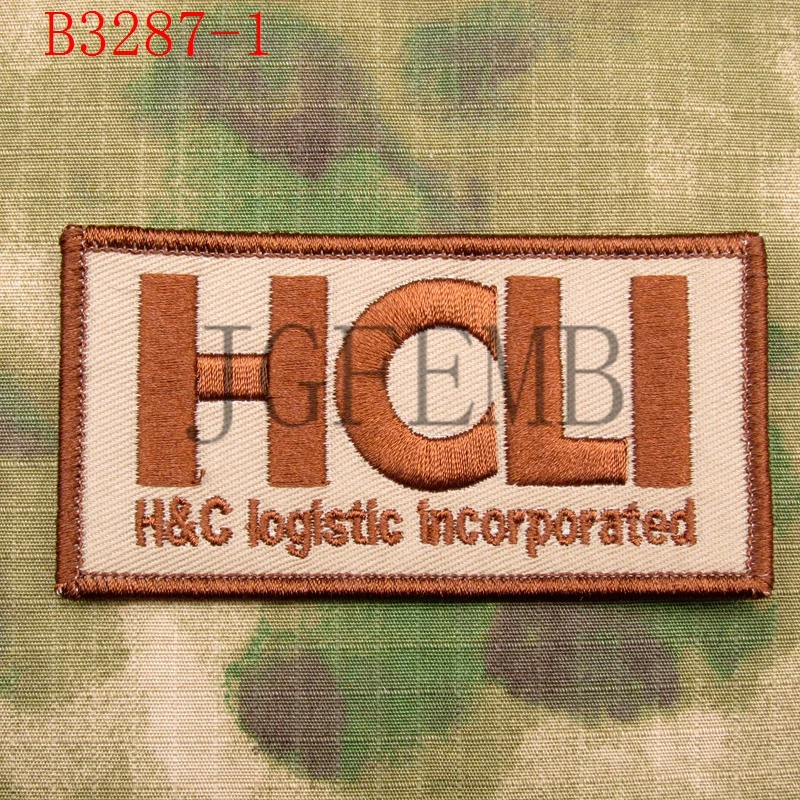 B3287-1
HCLI
JGFEMB
H&C logistic incorporated